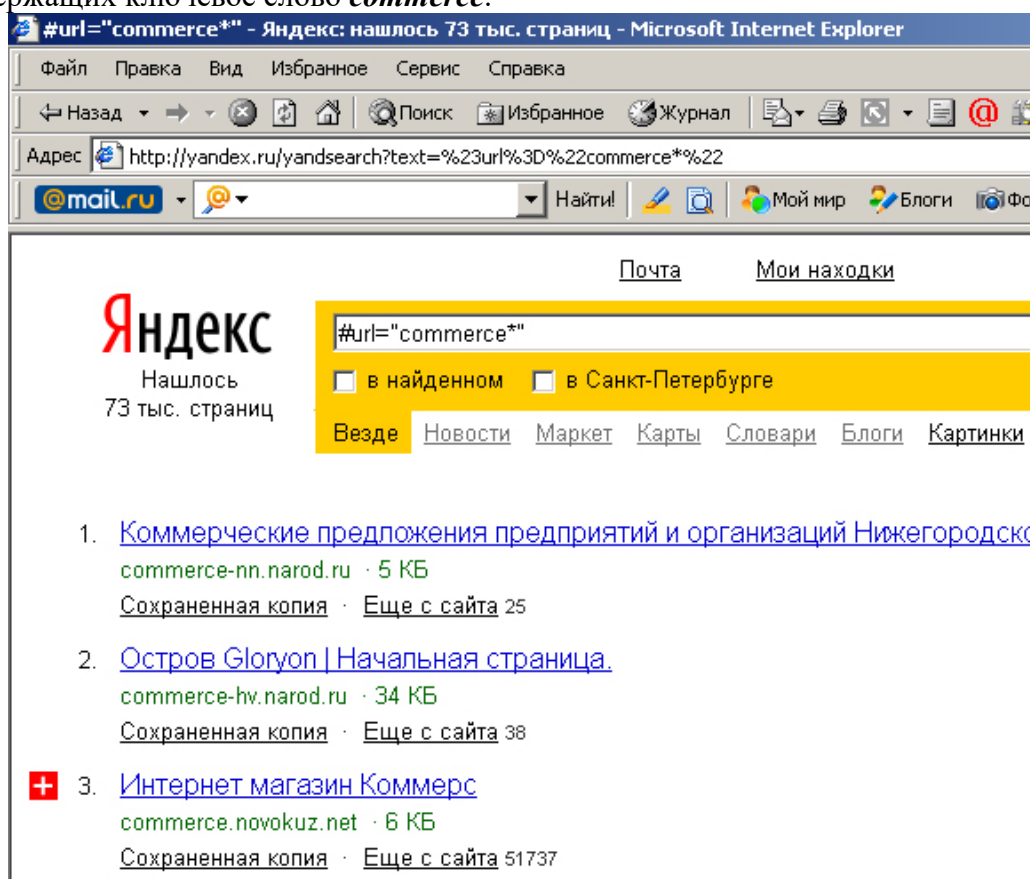 ключевое слово commerce.
#url="commerce*" - Яндекс: нашлось 73 тыс. страниц - Microsoft Internet Explorer
Файл Правка Вид Избранное Сервис Справка
Назад Поиск Избранное Журнал
Адрес http://yandex.ru/yandsearch?text=%23url%3D%22commerce*%22
@mail.ru Найти! Мой мир Блоги
Почта Мои находки
Яндекс
#url="commerce*"
Нашлось
73 тыс. страниц
в найденном в Санкт-Петербурге
Везде Новости Маркет Карты Словари Блоги Картинки
1. Коммерческие предложения предприятий и организаций
commerce-nn.narod.ru · 5 КБ
Сохраненная копия · Еще с сайта 25
2. Остров Gloryon | Начальная страница.
commerce-hv.narod.ru · 34 КБ
Сохраненная копия · Еще с сайта 38
3. Интернет магазин Коммерс
commerce.novokuz.net · 6 КБ
Сохраненная копия · Еще с сайта 51737